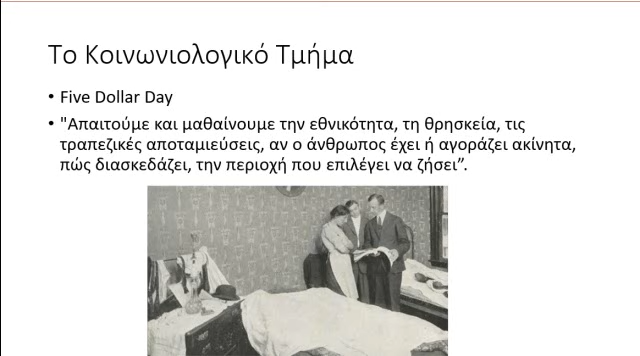 Το Κοινωνιολογικό Τμήμα
• Five Dollar Day
• "Απαιτούμε και μαθαίνουμε την εθνικότητα, τη θρησκεία, τις
τραπεζικές αποταμιεύσεις, αν ο άνθρωπος έχει ή αγοράζει ακίνητα,
πώς διασκεδάζει, την περιοχή που επιλέγει να ζήσει”.